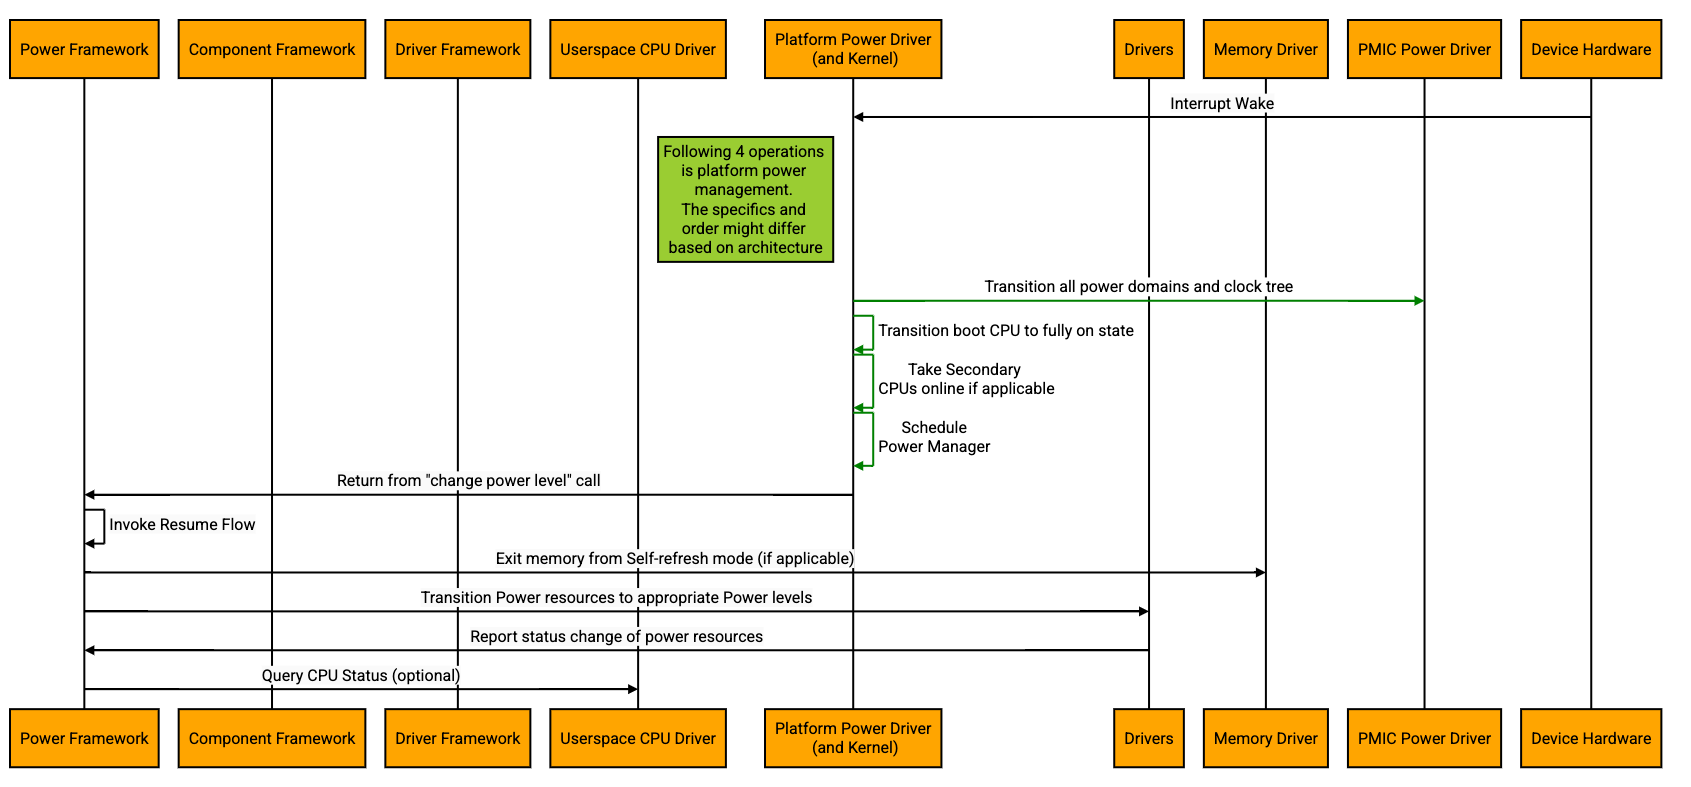 Power Framework
Component Framework
Driver Framework
Userspace CPU Driver
Platform Power Driver
(and Kernel)
Drivers
Memory Driver
PMIC Power Driver
Device Hardware
Interrupt Wake
Following 4 operations
is platform power
management.
The specifics and
order might differ
based on architecture
Transition all power domains and clock tree
Transition boot CPU to fully on state
Take Secondary
CPUs online if applicable
Schedule
Power Manager
Return from "change power level" call
Invoke Resume Flow
Exit memory from Self-refresh mode (if applicable)
Transition Power resources to appropriate Power levels
Report status change of power resources
Query CPU Status (optional)
Power Framework
Component Framework
Driver Framework
Userspace CPU Driver
Platform Power Driver
(and Kernel)
Drivers
Memory Driver
PMIC Power Driver
Device Hardware